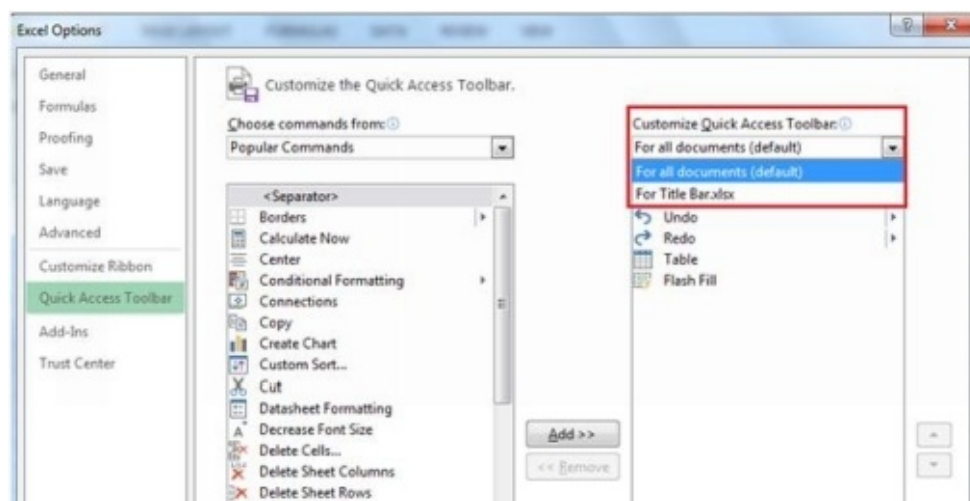 Excel Options
General
Formulas
Proofing
Save
Language
Advanced
Customize Ribbon
Quick Access Toolbar
Add-Ins
Trust Center
Customize the Quick Access Toolbar.
Choose commands from:
Popular Commands
<Separator>
Borders
Calculate Now
Center
Conditional Formatting
Connections
Copy
Create Chart
Custom Sort...
Cut
Datasheet Formatting
Decrease Font Size
Delete Cells...
Delete Sheet Columns
Delete Sheet Rows
Add >>
<< Remove
Customize Quick Access Toolbar:
For all documents (default)
For all documents (default)
For Title Bar.xlsx
Undo
Redo
Table
Flash Fill